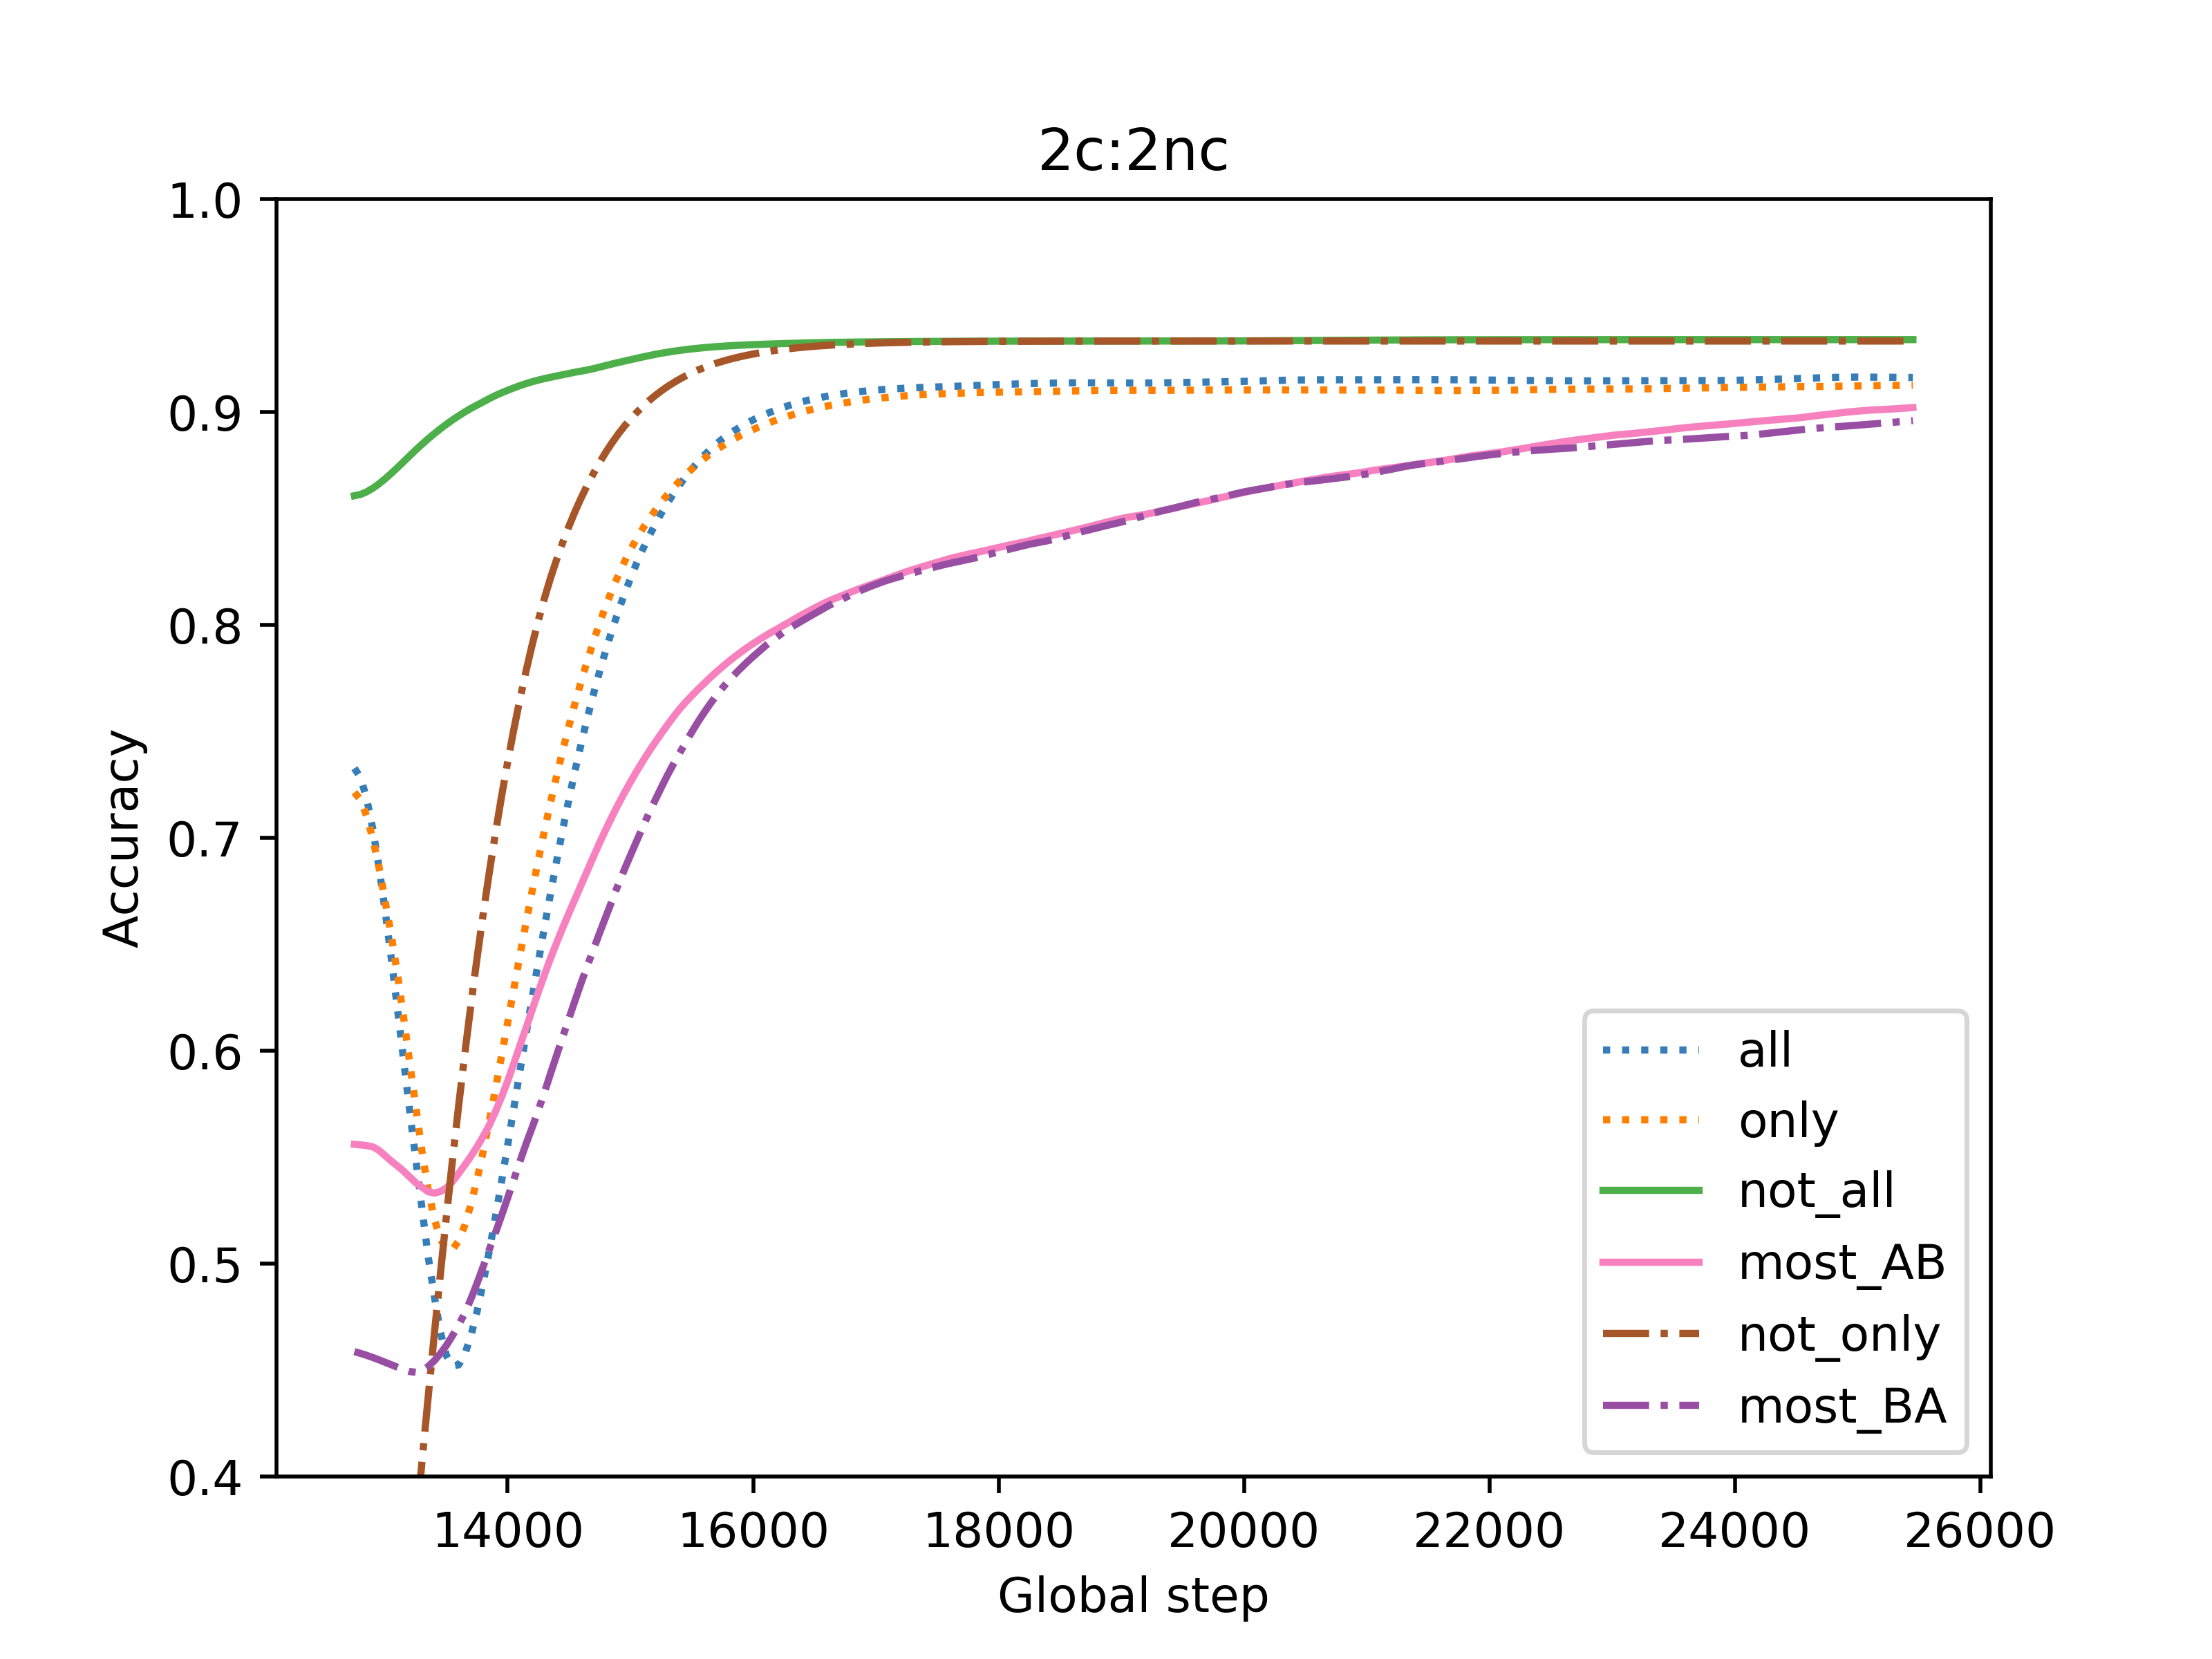 2c:2nc
1.0
0.9
0.8
0.7
0.6
0.5
0.4
Accuracy
14000 16000 18000 20000 22000 24000 26000
Global step
all
only
not_all
most_AB
not_only
most_BA